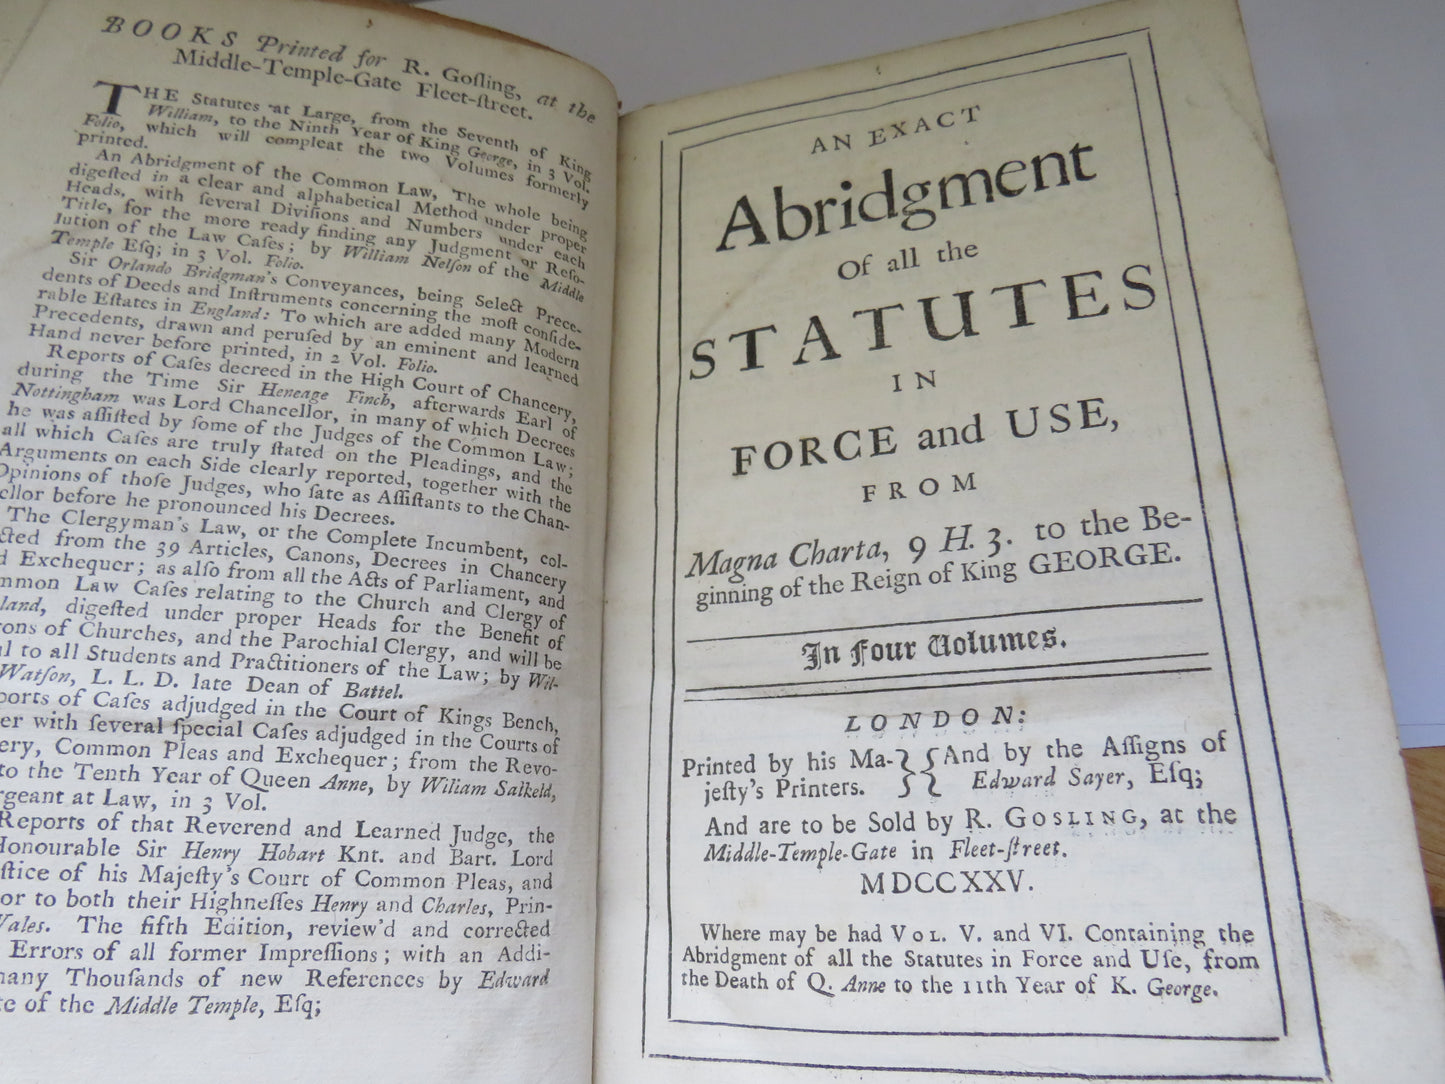 BOOKS Printed for R. Goſling, at the
Middle-Temple-Gate Fleet-ſtreet.
THE Statutes at Large, from the Seventh of King
William, to the Ninth Year of King George, in 3 Vol.
Folio, which will compleat the two Volumes formerly
printed.
An Abridgment of the Common Law, The whole being
digeſted in a clear and alphabetical Method under proper
Heads, with ſeveral Diviſions and Numbers under each
Title, for the more ready finding any Judgment or Reſo-
lution of the Law Caſes; by William Nelſon of the Middle
Temple Eſq; in 3 Vol. Folio.
Sir Orlando Bridgman's Conveyances, being Select Prece-
dents of Deeds and Inſtruments concerning the moſt conſide-
rable Eſtates in England: To which are added many Modern
Precedents, drawn and peruſed by an eminent and learned
Hand never before printed, in 2 Vol. Folio.
Reports of Caſes decreed in the High Court of Chancery,
during the Time Sir Heneage Finch, afterwards Earl of
Nottingham was Lord Chancellor, in many of which Decrees
he was aſſiſted by ſome of the Judges of the Common Law;
all which Caſes are truly ſtated on the Pleadings, and the
Arguments on each Side clearly reported, together with the
Opinions of thoſe Judges, who ſate as Aſſiſtants to the Chan-
cellor before he pronounced his Decrees.
The Clergyman's Law, or the Complete Incumbent, col-
cted from the 39 Articles, Canons, Decrees in Chancery
d Exchequer; as alſo from all the Acts of Parliament, and
mmon Law Caſes relating to the Church and Clergy of
land, digeſted under proper Heads for the Benefit of
rons of Churches, and the Parochial Clergy, and will be
l to all Students and Practitioners of the Law; by Wil-
Watſon, L. L. D. late Dean of Battel.
ports of Caſes adjudged in the Court of Kings Bench,
er with ſeveral ſpecial Caſes adjudged in the Courts of
ery, Common Pleas and Exchequer; from the Revo-
to the Tenth Year of Queen Anne, by Wiliam Salkeld,
rgeant at Law, in 3 Vol.
Reports of that Reverend and Learned Judge, the
Honourable Sir Henry Hobart Knt. and Bart. Lord
ſtice of his Majeſty's Court of Common Pleas, and
or to both their Highneſſes Henry and Charles, Prin-
Wales. The fifth Edition, review'd and corrected
Errors of all former Impreſſions; with an Addi-
many Thouſands of new References by Edward
te of the Middle Temple, Eſq;
AN EXACT
Abridgment
Of all the
STATUTES
IN
FORCE and USE,
FROM
Magna Charta, 9 H. 3. to the Be-
ginning of the Reign of King GEORGE.
In Four Volumes.
LONDON:
Printed by his Ma- And by the Aſſigns of
jeſty's Printers. Edward Sayer, Eſq;
And are to be Sold by R. GOSLING, at the
Middle-Temple-Gate in Fleet-ſtreet.
MDCCXXV.
Where may be had VOL. V. and VI. Containing the
Abridgment of all the Statutes in Force and Uſe, from
the Death of Q. Anne to the 11th Year of K. George.